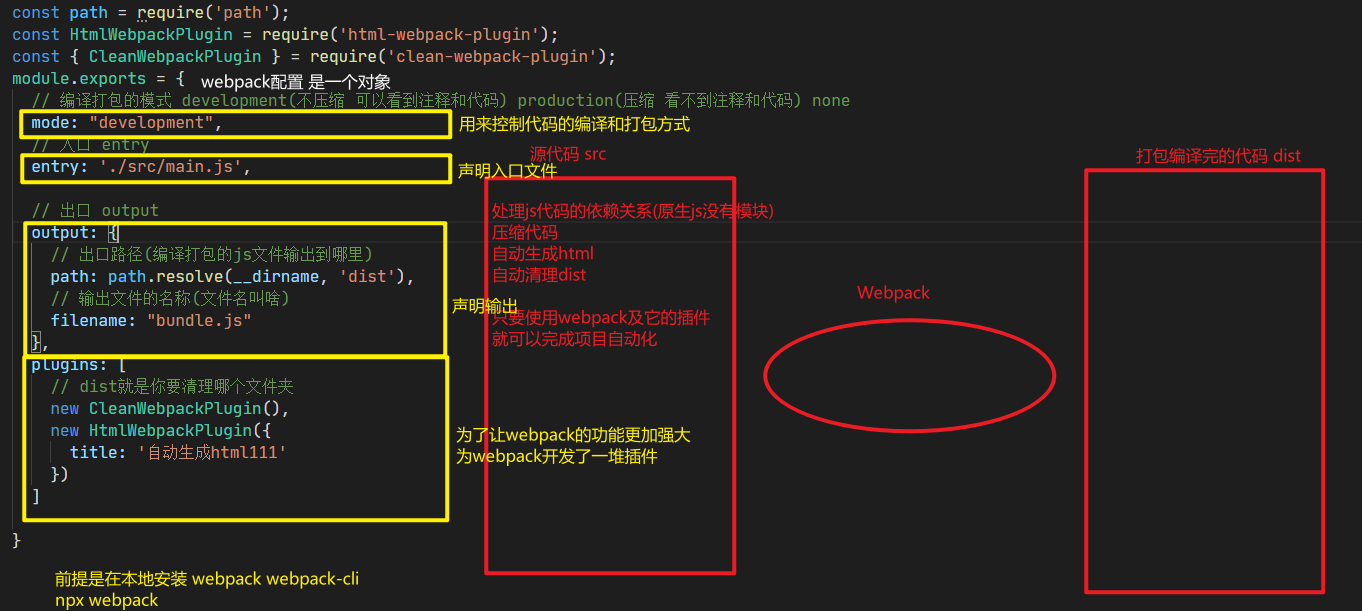 const path = require('path');
const HtmlWebpackPlugin = require('html-webpack-plugin');
const { CleanWebpackPlugin } = require('clean-webpack-plugin');
module.exports = { webpack配置 是一个对象
// 编译打包的模式 development(不压缩 可以看到注释和代码) production(压缩 看不到注释和代码) none
mode: "development", 用来控制代码的编译和打包方式
// 入口 entry
源代码 src
打包编译完的代码 dist
entry: './src/main.js', 声明入口文件
// 出口 output
处理js代码的依赖关系(原生js没有模块)
output: {
压缩代码
// 出口路径(编译打包的js文件输出到哪里)
自动生成html
path: path.resolve(__dirname, 'dist'),
自动清理dist
// 输出文件的名称(文件名叫啥)
Webpack
声明输出
filename: "bundle.js"
只要使用webpack及它的插件
就可以完成项目自动化
},
plugins: [
// dist就是你要清理哪个文件夹
new CleanWebpackPlugin(),
new HtmlWebpackPlugin({
为了让webpack的功能更加强大
title: '自动生成html111'
为webpack开发了一堆插件
})
]
}
前提是在本地安装 webpack webpack-cli
npx webpack